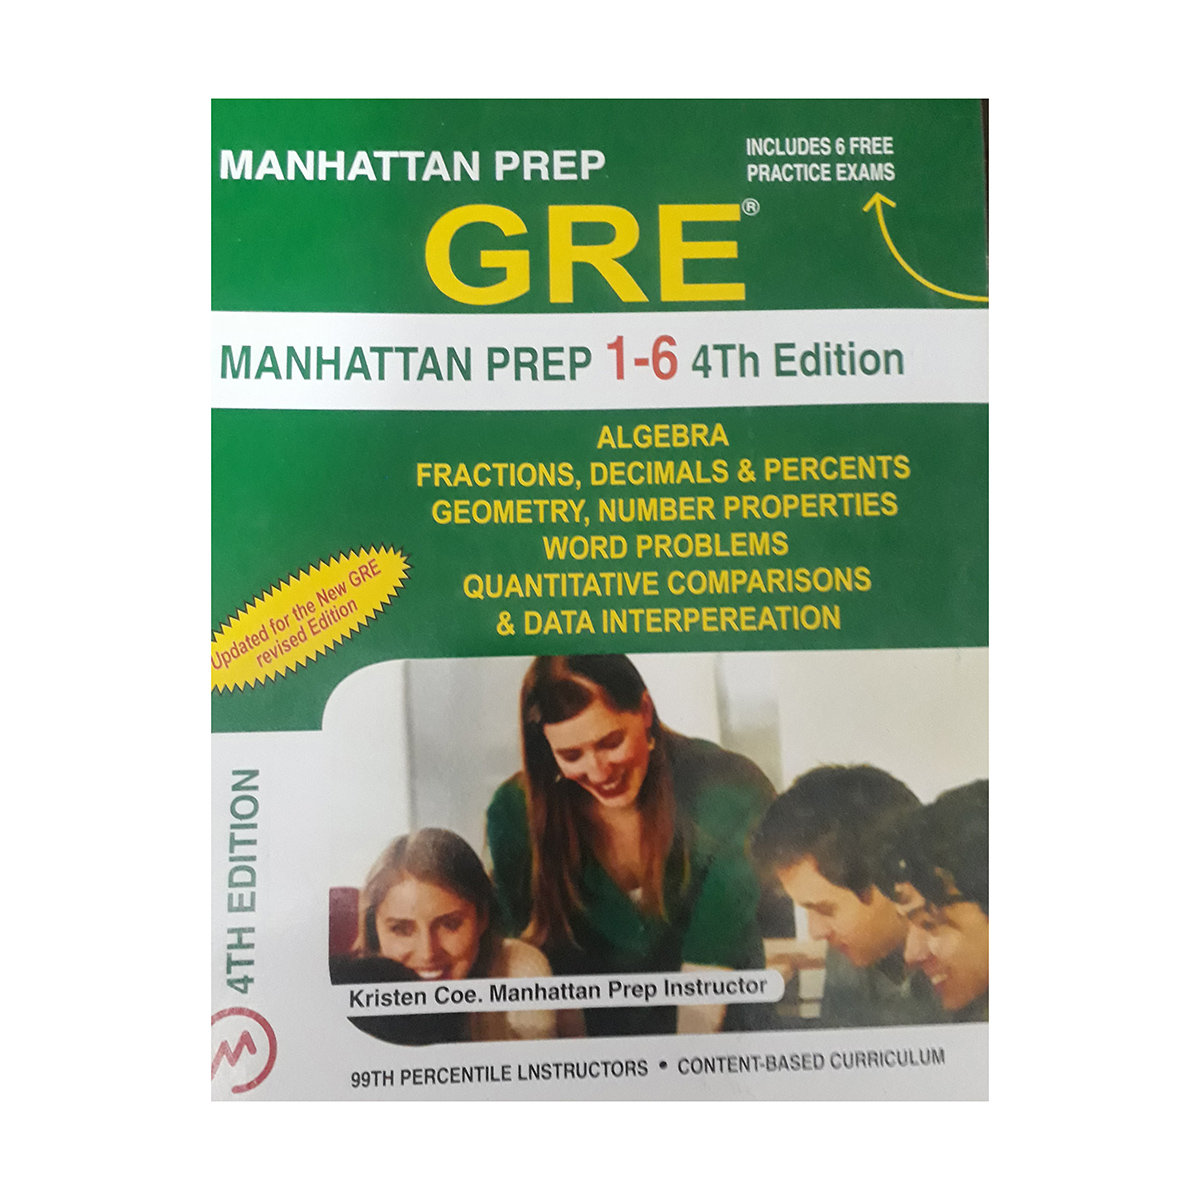 MANHATTAN PREP
INCLUDES 6 FREE
PRACTICE EXAMS
GRE®
MANHATTAN PREP 1-6 4Th Edition
ALGEBRA
FRACTIONS, DECIMALS & PERCENTS
GEOMETRY, NUMBER PROPERTIES
WORD PROBLEMS
QUANTITATIVE COMPARISONS
& DATA INTERPEREATION
Updated for the New GRE
revised Edition
4TH EDITION
M
Kristen Coe. Manhattan Prep Instructor
99TH PERCENTILE LNSTRUCTORS • CONTENT-BASED CURRICULUM